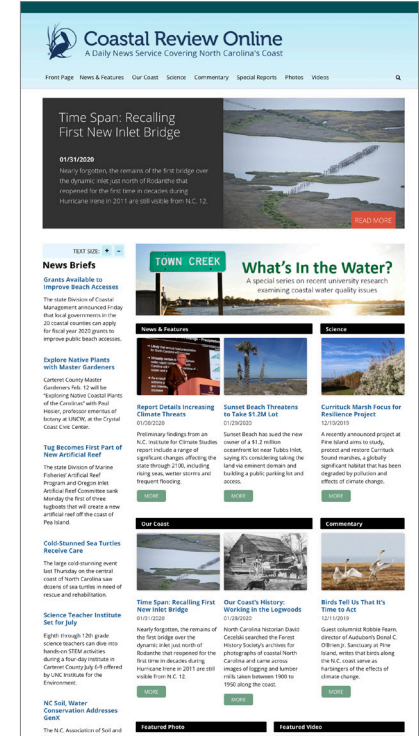 Coastal Review Online
A Daily News Service Covering North Carolina's Coast
Front Page News & Features Our Coast Science Commentary Special Reports Photos Videos
Time Span: Recalling
First New Inlet Bridge
01/31/2020
Nearly forgotten, the remains of the first bridge over
the dynamic inlet just north of Rodanthe that
reopened for the first time in decades during
Hurricane Irene in 2011 are still visible from N.C. 12.
READ MORE
TEXT SIZE: + -
News Briefs
Grants Available to
Improve Beach Accesses
The state Division of Coastal
Management announced Friday
that local governments in the
20 coastal counties can apply
for fiscal year 2020 grants to
improve public beach accesses.
Explore Native Plants
with Master Gardeners
Carteret County Master
Gardeners Feb. 12 will be
"Exploring Native Coastal Plants
of the Carolinas" with Paul
Hosier, professor emeritus of
botany at UNCW, at the Crystal
Coast Civic Center.
Tug Becomes First Part of
New Artificial Reef
The state Division of Marine
Fisheries' Artificial Reef
Program and Oregon Inlet
Artificial Reef Committee sank
Monday the first of three
tugboats that will create a new
artificial reef off the coast of
Pea Island.
Cold-Stunned Sea Turtles
Receive Care
The large cold-stunning event
last Thursday on the central
coast of North Carolina saw
dozens of sea turtles in need of
rescue and rehabilitation.
Science Teacher Institute
Set for July
Eighth through 12th grade
science teachers can dive into
hands-on STEM activities
during a four-day institute in
Carteret County July 6-9 offered
by UNC Institute for the
Environment.
NC Soil, Water
Conservation Addresses
GenX
The N.C. Association of Soil and
TOWN CREEK
What's In the Water?
A special series on recent university research
examining coastal water quality issues
News & Features
Report Details Increasing
Climate Threats
01/30/2020
Preliminary findings from an
N.C. Institute for Climate Studies
report include a range of
significant changes affecting the
state through 2100, including
rising seas, wetter storms and
frequent flooding.
MORE
Sunset Beach Threatens
to Take $1.2M Lot
01/29/2020
Sunset Beach has sued the new
owner of a $1.2 million
oceanfront lot near Tubbs Inlet,
saying it's considering taking the
land via eminent domain and
building a public parking lot and
access.
MORE
Science
Currituck Marsh Focus for
Resilience Project
12/10/2019
A recently announced project at
Pine Island aims to study,
protect and restore Currituck
Sound marshes, a globally
significant habitat that has been
degraded by pollution and
effects of climate change.
MORE
Our Coast
Time Span: Recalling First
New Inlet Bridge
01/31/2020
Nearly forgotten, the remains of
the first bridge over the
dynamic inlet just north of
Rodanthe that reopened for the
first time in decades during
Hurricane Irene in 2011 are still
visible from N.C. 12.
MORE
Our Coast's History:
Working in the Logwoods
01/28/2020
North Carolina historian David
Cecelski searched the Forest
History Society's archives for
photographs of coastal North
Carolina and came across
images of logging and lumber
mills taken between 1900 to
1950 along the coast.
MORE
Commentary
Birds Tell Us That It's
Time to Act
12/11/2019
Guest columnist Robbie Fearn,
director of Audubon's Donal C.
O'Brien Jr. Sanctuary at Pine
Island, writes that birds along
the N.C. coast serve as
harbingers of the effects of
climate change.
MORE
Featured Photo
Featured Video